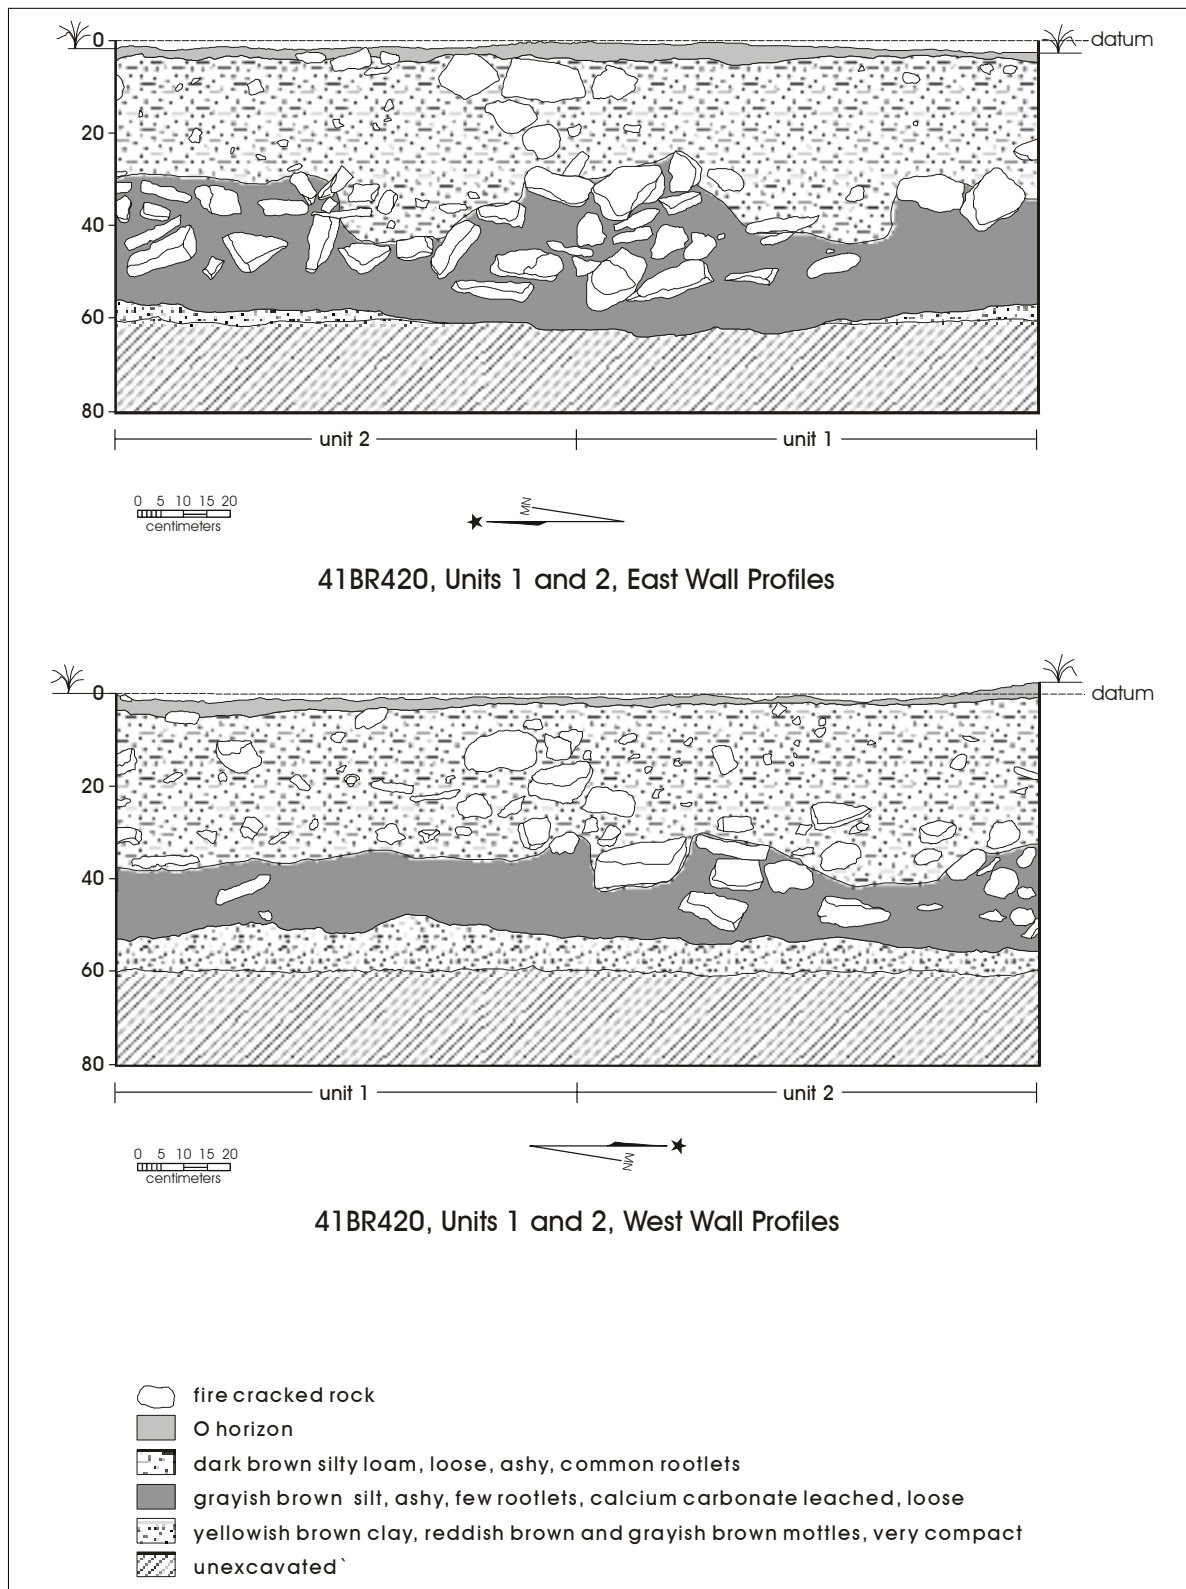 0
datum
20
40
60
80
unit 2
unit 1
0 5 10 15 20
centimeters
MN
41BR420, Units 1 and 2, East Wall Profiles
0
datum
20
40
60
80
unit 1
unit 2
0 5 10 15 20
centimeters
MN
41BR420, Units 1 and 2, West Wall Profiles
fire cracked rock
O horizon
dark brown silty loam, loose, ashy, common rootlets
grayish brown silt, ashy, few rootlets, calcium carbonate leached, loose
yellowish brown clay, reddish brown and grayish brown mottles, very compact
unexcavated`